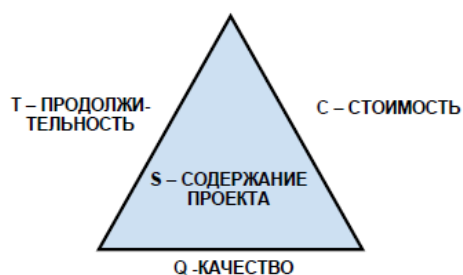 Т – ПРОДОЛЖИ-
ТЕЛЬНОСТЬ
С – СТОИМОСТЬ
S – СОДЕРЖАНИЕ
ПРОЕКТА
Q -КАЧЕСТВО